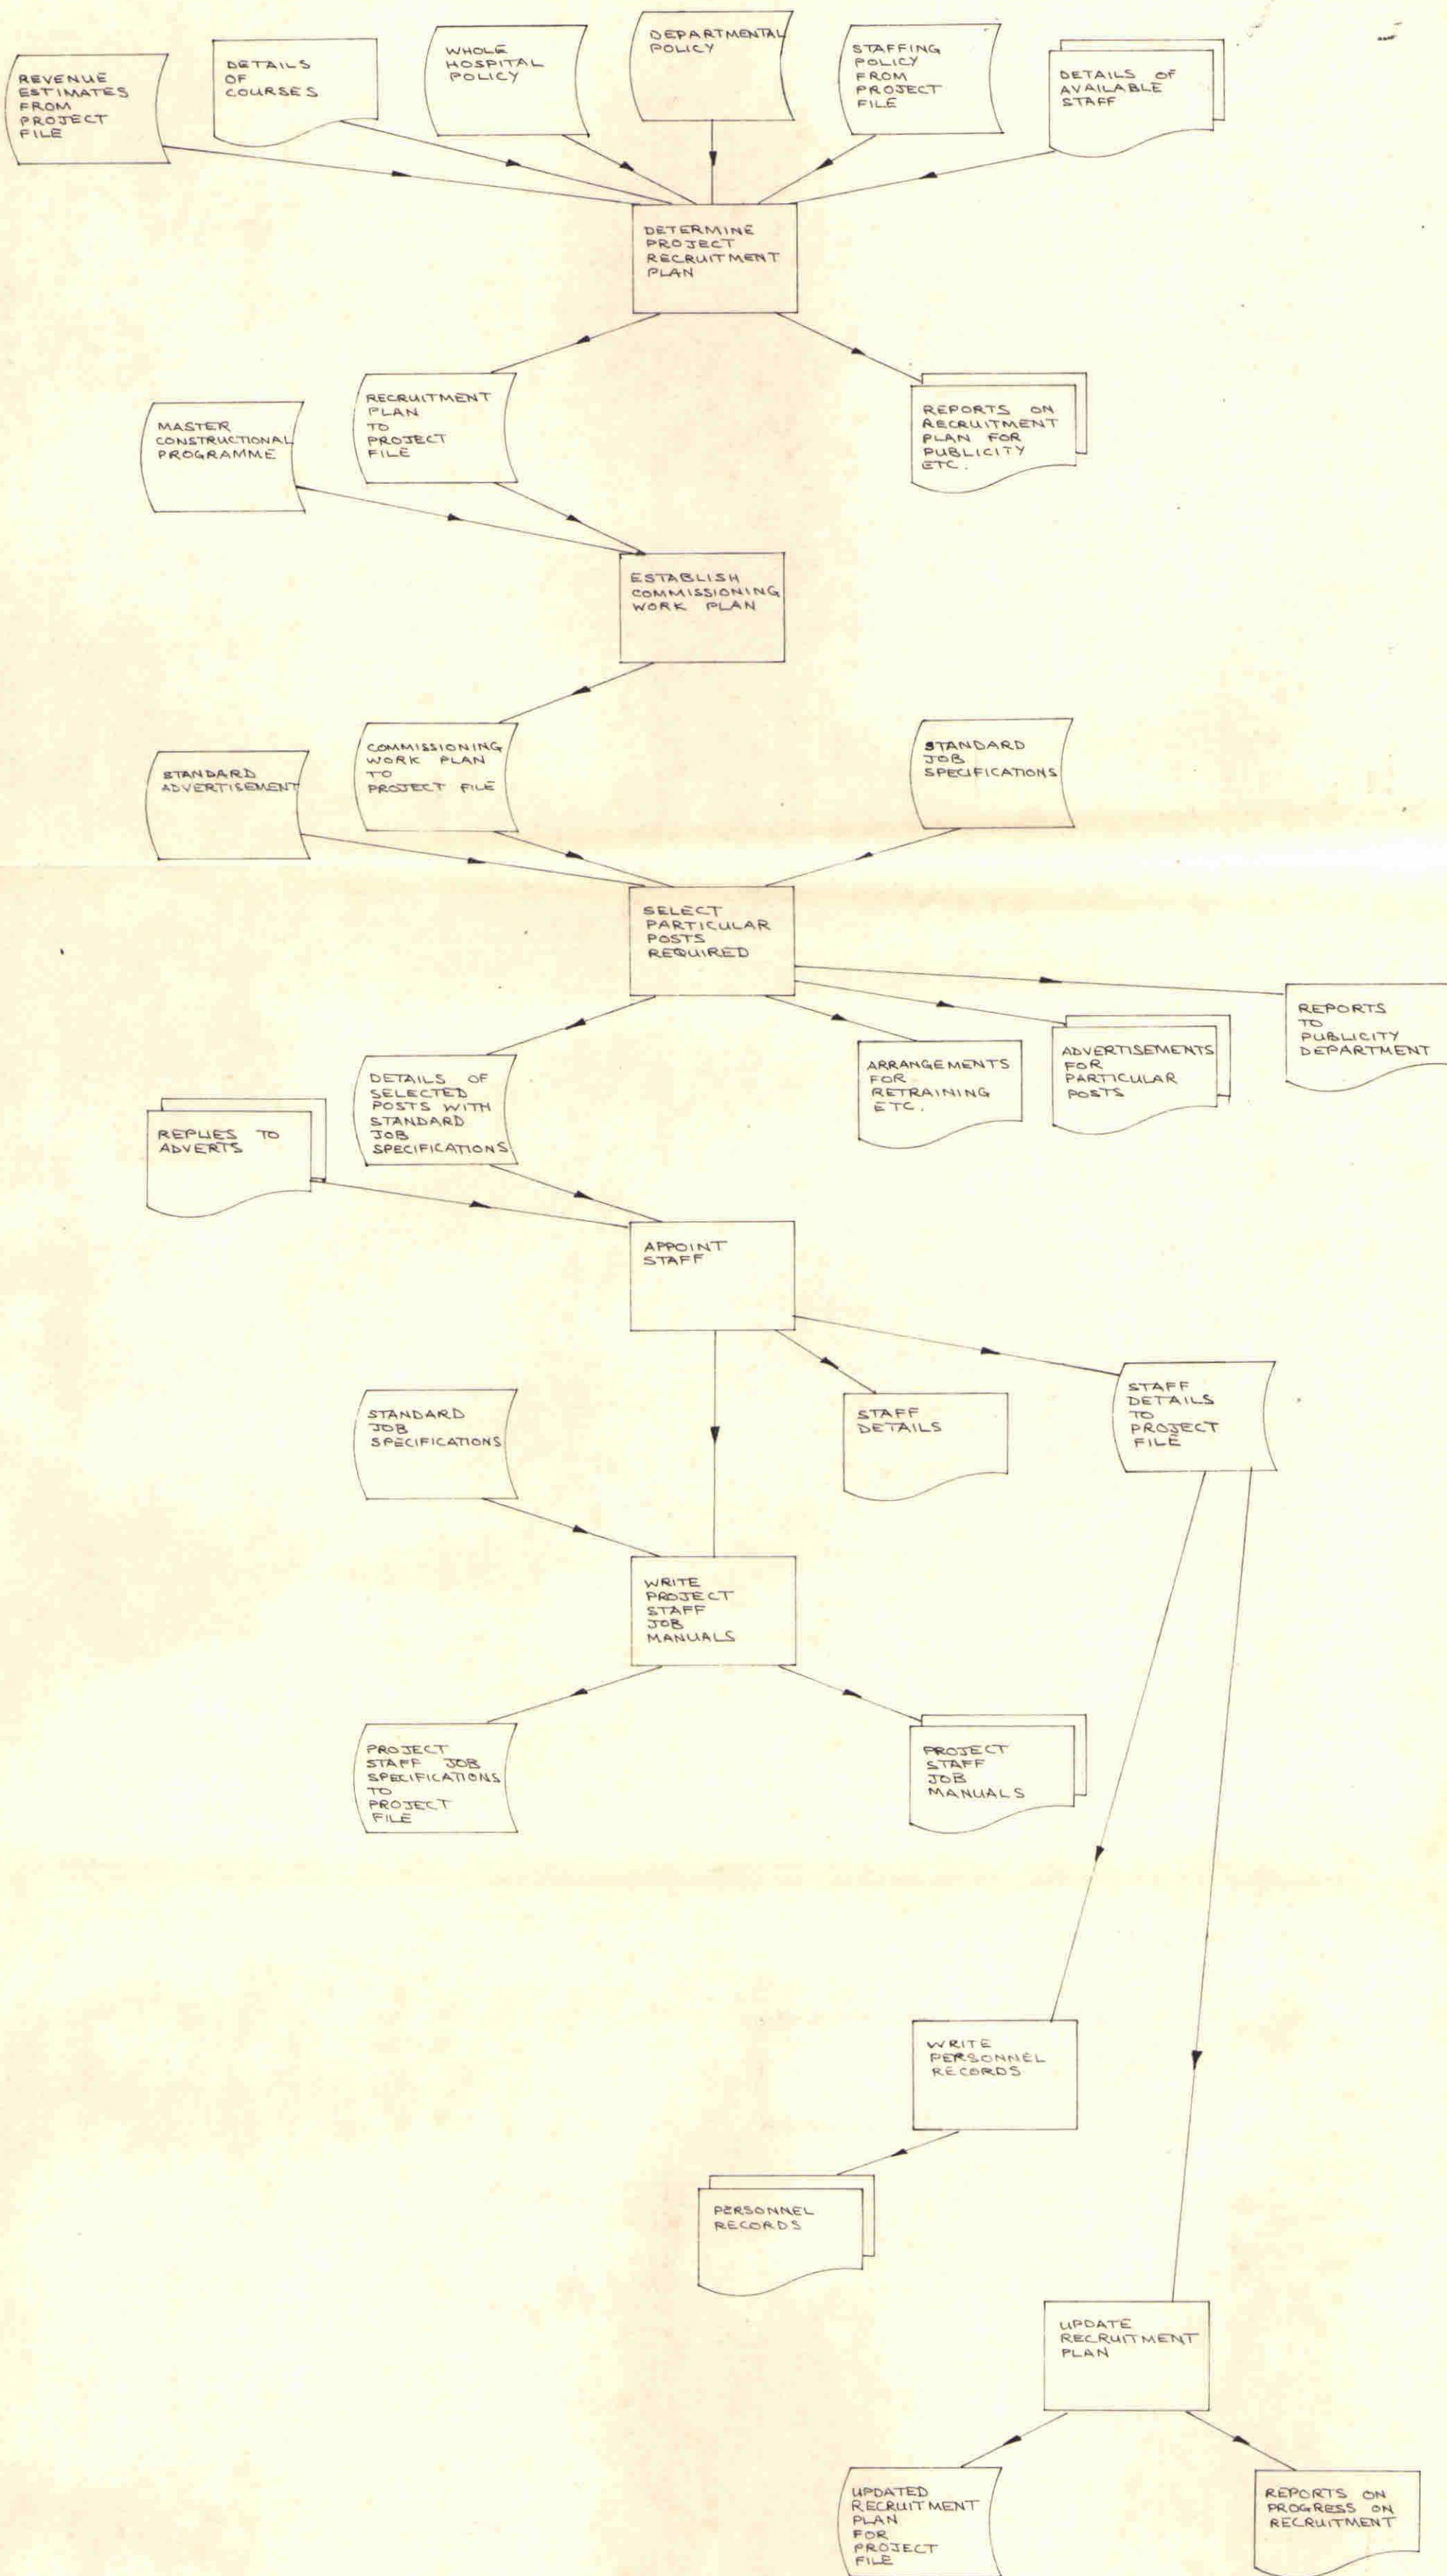 REVENUE
ESTIMATES
FROM
PROJECT
FILE
DETAILS
OF
COURSES
WHOLE
HOSPITAL
POLICY
DEPARTMENTAL
POLICY
STAFFING
POLICY
FROM
PROJECT
FILE
DETAILS OF
AVAILABLE
STAFF
DETERMINE
PROJECT
RECRUITMENT
PLAN
MASTER
CONSTRUCTIONAL
PROGRAMME
RECRUITMENT
PLAN
TO
PROJECT
FILE
REPORTS ON
RECRUITMENT
PLAN FOR
PUBLICITY
ETC.
ESTABLISH
COMMISSIONING
WORK PLAN
STANDARD
ADVERTISEMENT
COMMISSIONING
WORK PLAN
TO
PROJECT FILE
STANDARD
JOB
SPECIFICATIONS
SELECT
PARTICULAR
POSTS
REQUIRED
REPLIES TO
ADVERTS
DETAILS OF
SELECTED
POSTS WITH
STANDARD
JOB
SPECIFICATIONS
ARRANGEMENTS
FOR
RETRAINING
ETC.
ADVERTISEMENTS
FOR
PARTICULAR
POSTS
REPORTS
TO
PUBLICITY
DEPARTMENT
APPOINT
STAFF
STANDARD
JOB
SPECIFICATIONS
STAFF
DETAILS
STAFF
DETAILS
TO
PROJECT
FILE
WRITE
PROJECT
STAFF
JOB
MANUALS
PROJECT
STAFF JOB
SPECIFICATIONS
TO
PROJECT
FILE
PROJECT
STAFF
JOB
MANUALS
WRITE
PERSONNEL
RECORDS
PERSONNEL
RECORDS
UPDATE
RECRUITMENT
PLAN
UPDATED
RECRUITMENT
PLAN
FOR
PROJECT
FILE
REPORTS ON
PROGRESS ON
RECRUITMENT